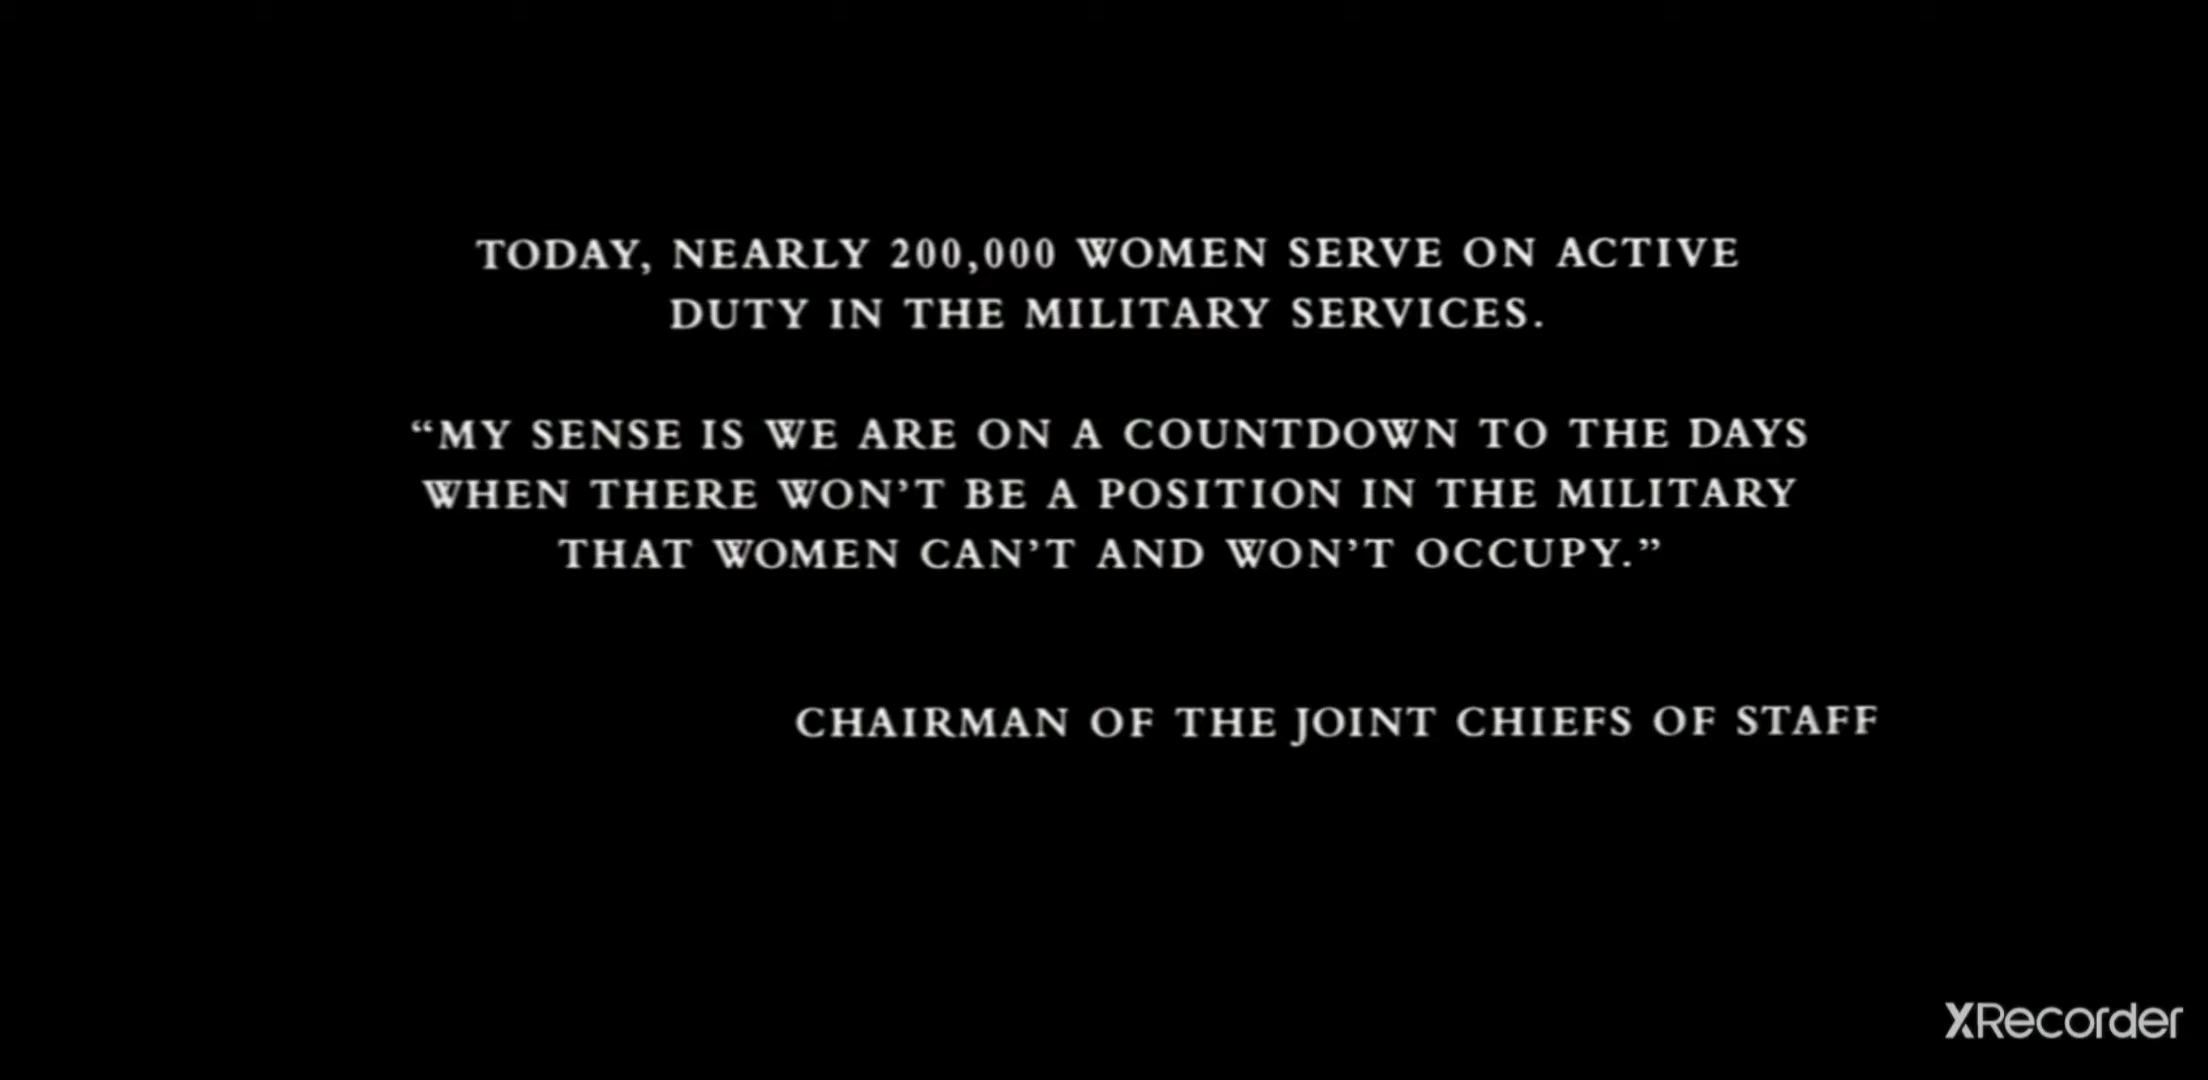 TODAY, NEARLY 200,000 WOMEN SERVE ON ACTIVE
DUTY IN THE MILITARY SERVICES.
“MY SENSE IS WE ARE ON A COUNTDOWN TO THE DAYS
WHEN THERE WON’T BE A POSITION IN THE MILITARY
THAT WOMEN CAN’T AND WON’T OCCUPY.”
CHAIRMAN OF THE JOINT CHIEFS OF STAFF
XRecorder